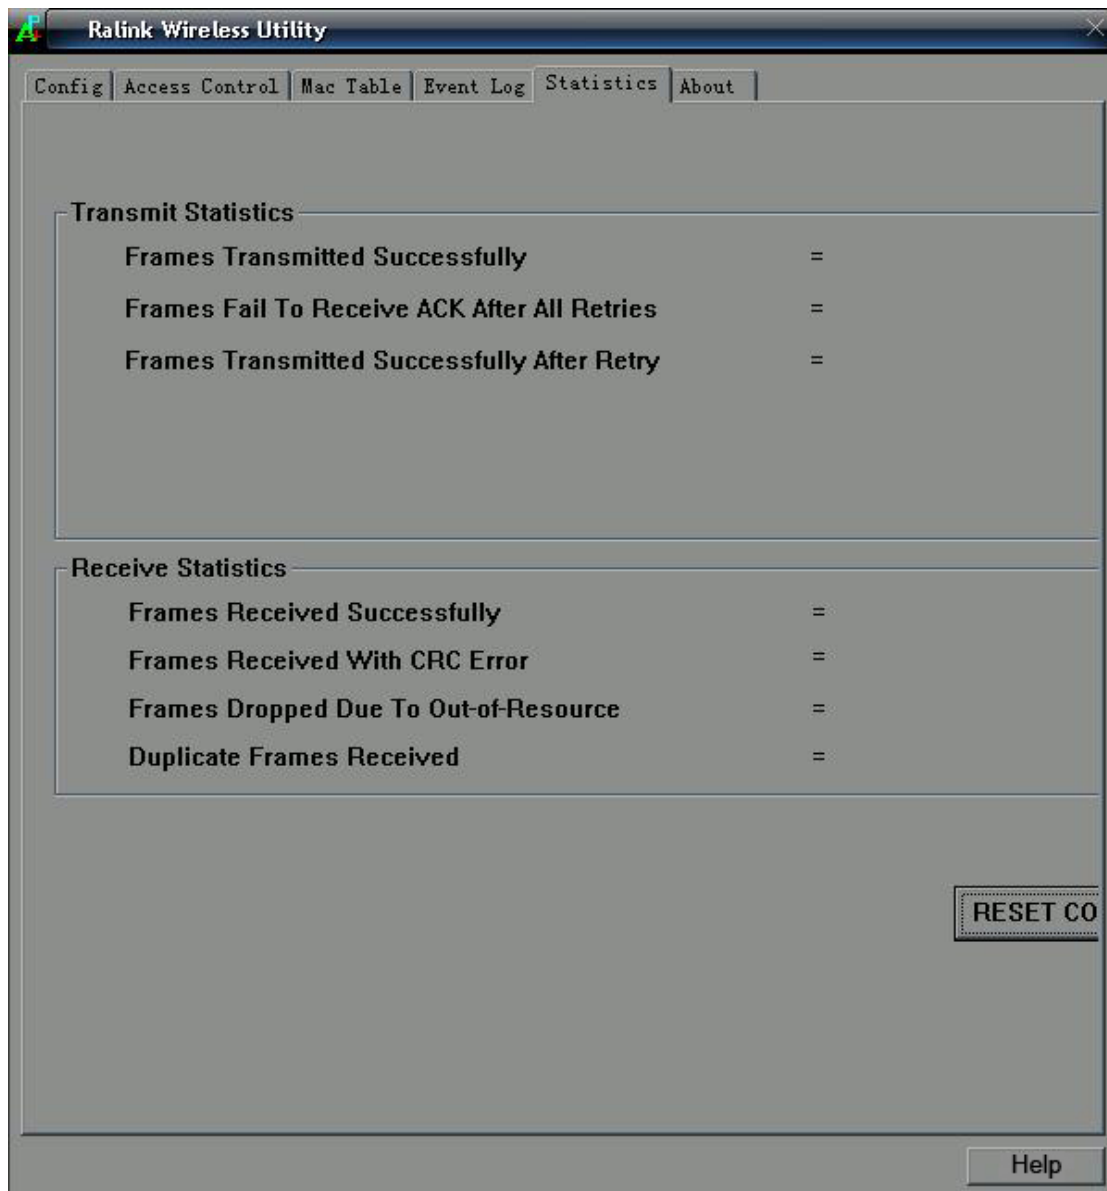 Ralink Wireless Utility
Config Access Control Mac Table Event Log Statistics About
Transmit Statistics
Frames Transmitted Successfully =
Frames Fail To Receive ACK After All Retries =
Frames Transmitted Successfully After Retry =
Receive Statistics
Frames Received Successfully =
Frames Received With CRC Error =
Frames Dropped Due To Out-of-Resource =
Duplicate Frames Received =
RESET CO
Help